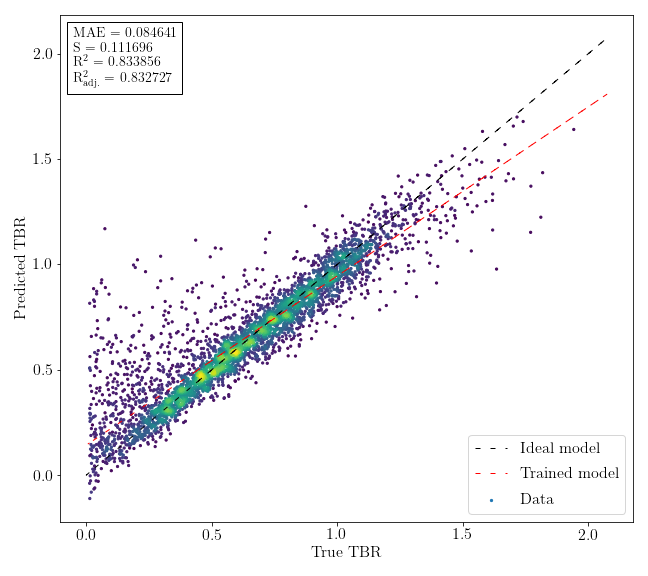 MAE = 0.084641
S = 0.111696
R² = 0.833856
R²adj. = 0.832727
2.0
1.5
1.0
0.5
0.0
Predicted TBR
Ideal model
Trained model
Data
0.0 0.5 1.0 1.5 2.0
True TBR